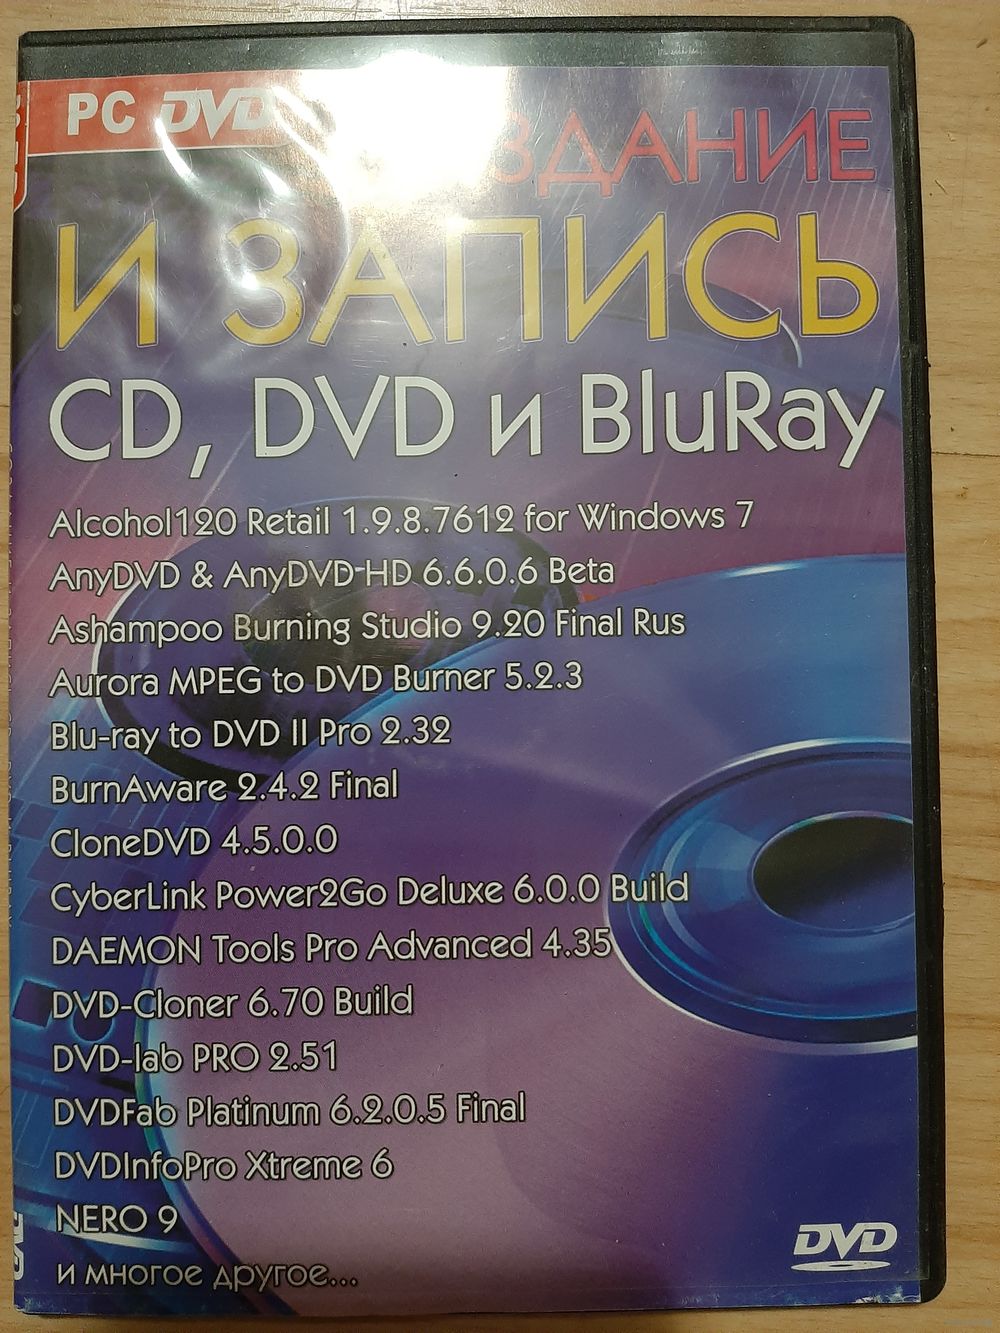 PC DVD
И ЗАПИСЬ
CD, DVD и BluRay
Alcohol120 Retail 1.9.8.7612 for Windows 7
AnyDVD & AnyDVD-HD 6.6.0.6 Beta
Ashampoo Burning Studio 9.20 Final Rus
Aurora MPEG to DVD Burner 5.2.3
Blu-ray to DVD II Pro 2.32
BurnAware 2.4.2 Final
CloneDVD 4.5.0.0
CyberLink Power2Go Deluxe 6.0.0 Build
DAEMON Tools Pro Advanced 4.35
DVD-Cloner 6.70 Build
DVD-lab PRO 2.51
DVDFab Platinum 6.2.0.5 Final
DVDInfoPro Xtreme 6
NERO 9
и многое другое...
DVD